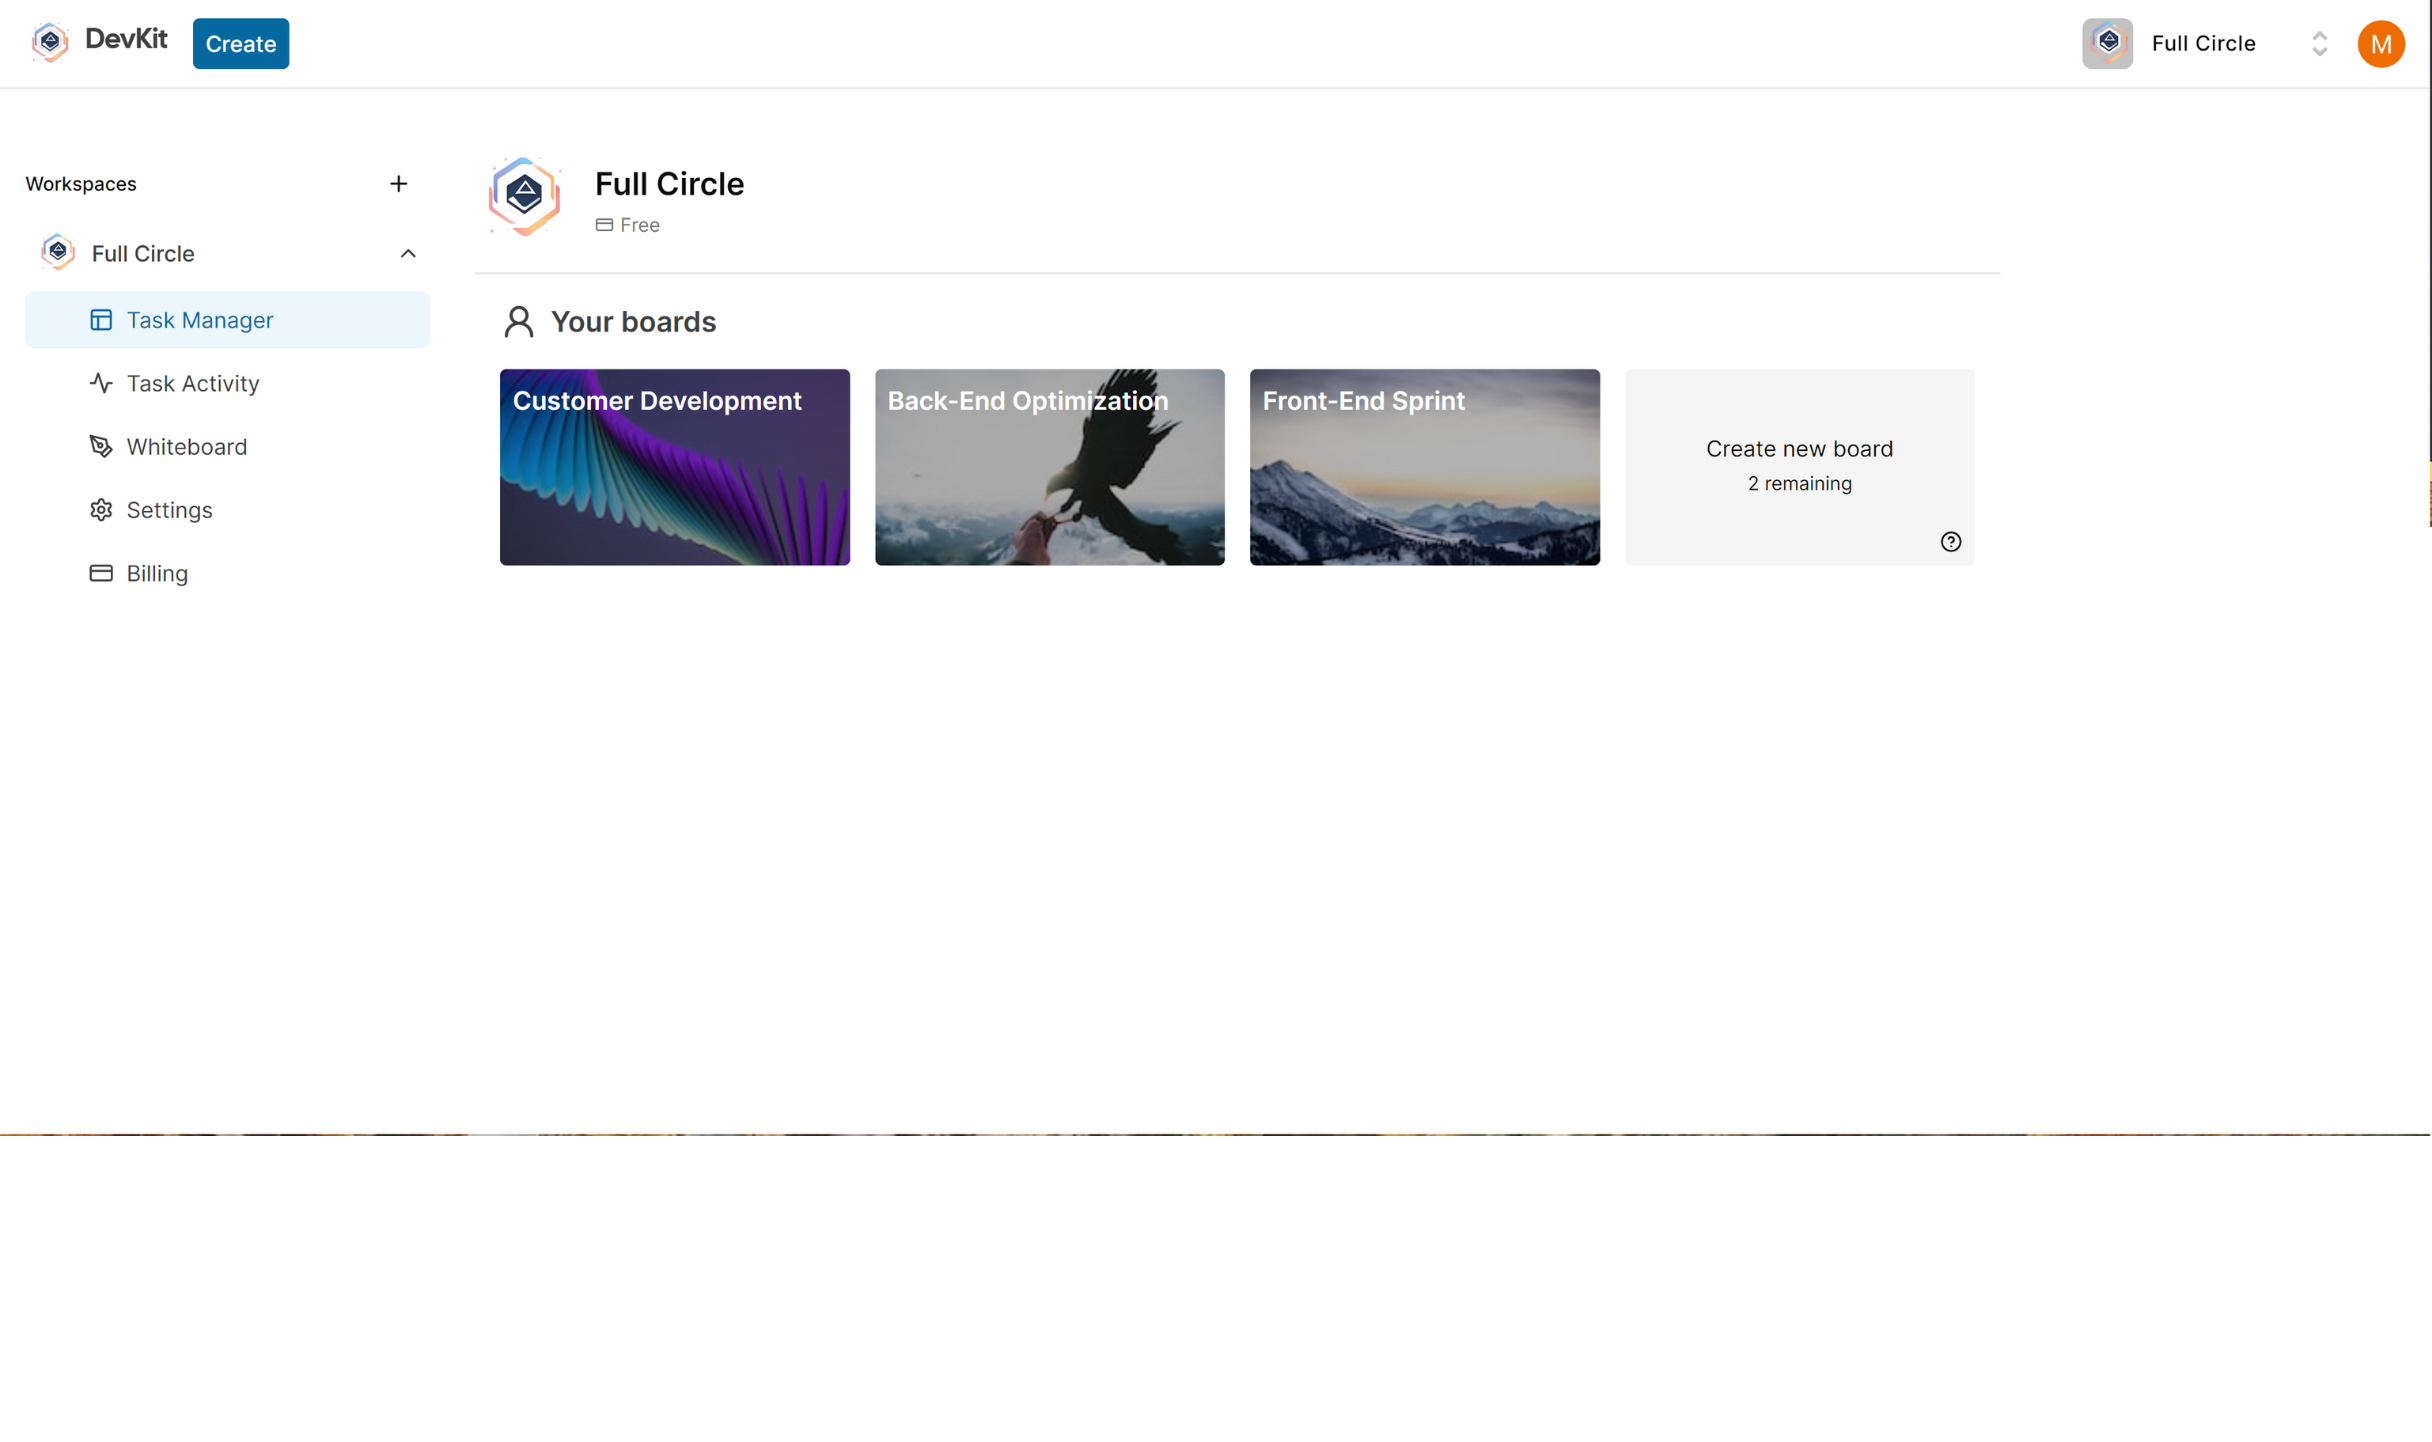 DevKit
Create
Full Circle
M
Workspaces
Full Circle
Task Manager
Task Activity
Whiteboard
Settings
Billing
Full Circle
Free
Your boards
Customer Development
Back-End Optimization
Front-End Sprint
Create new board
2 remaining